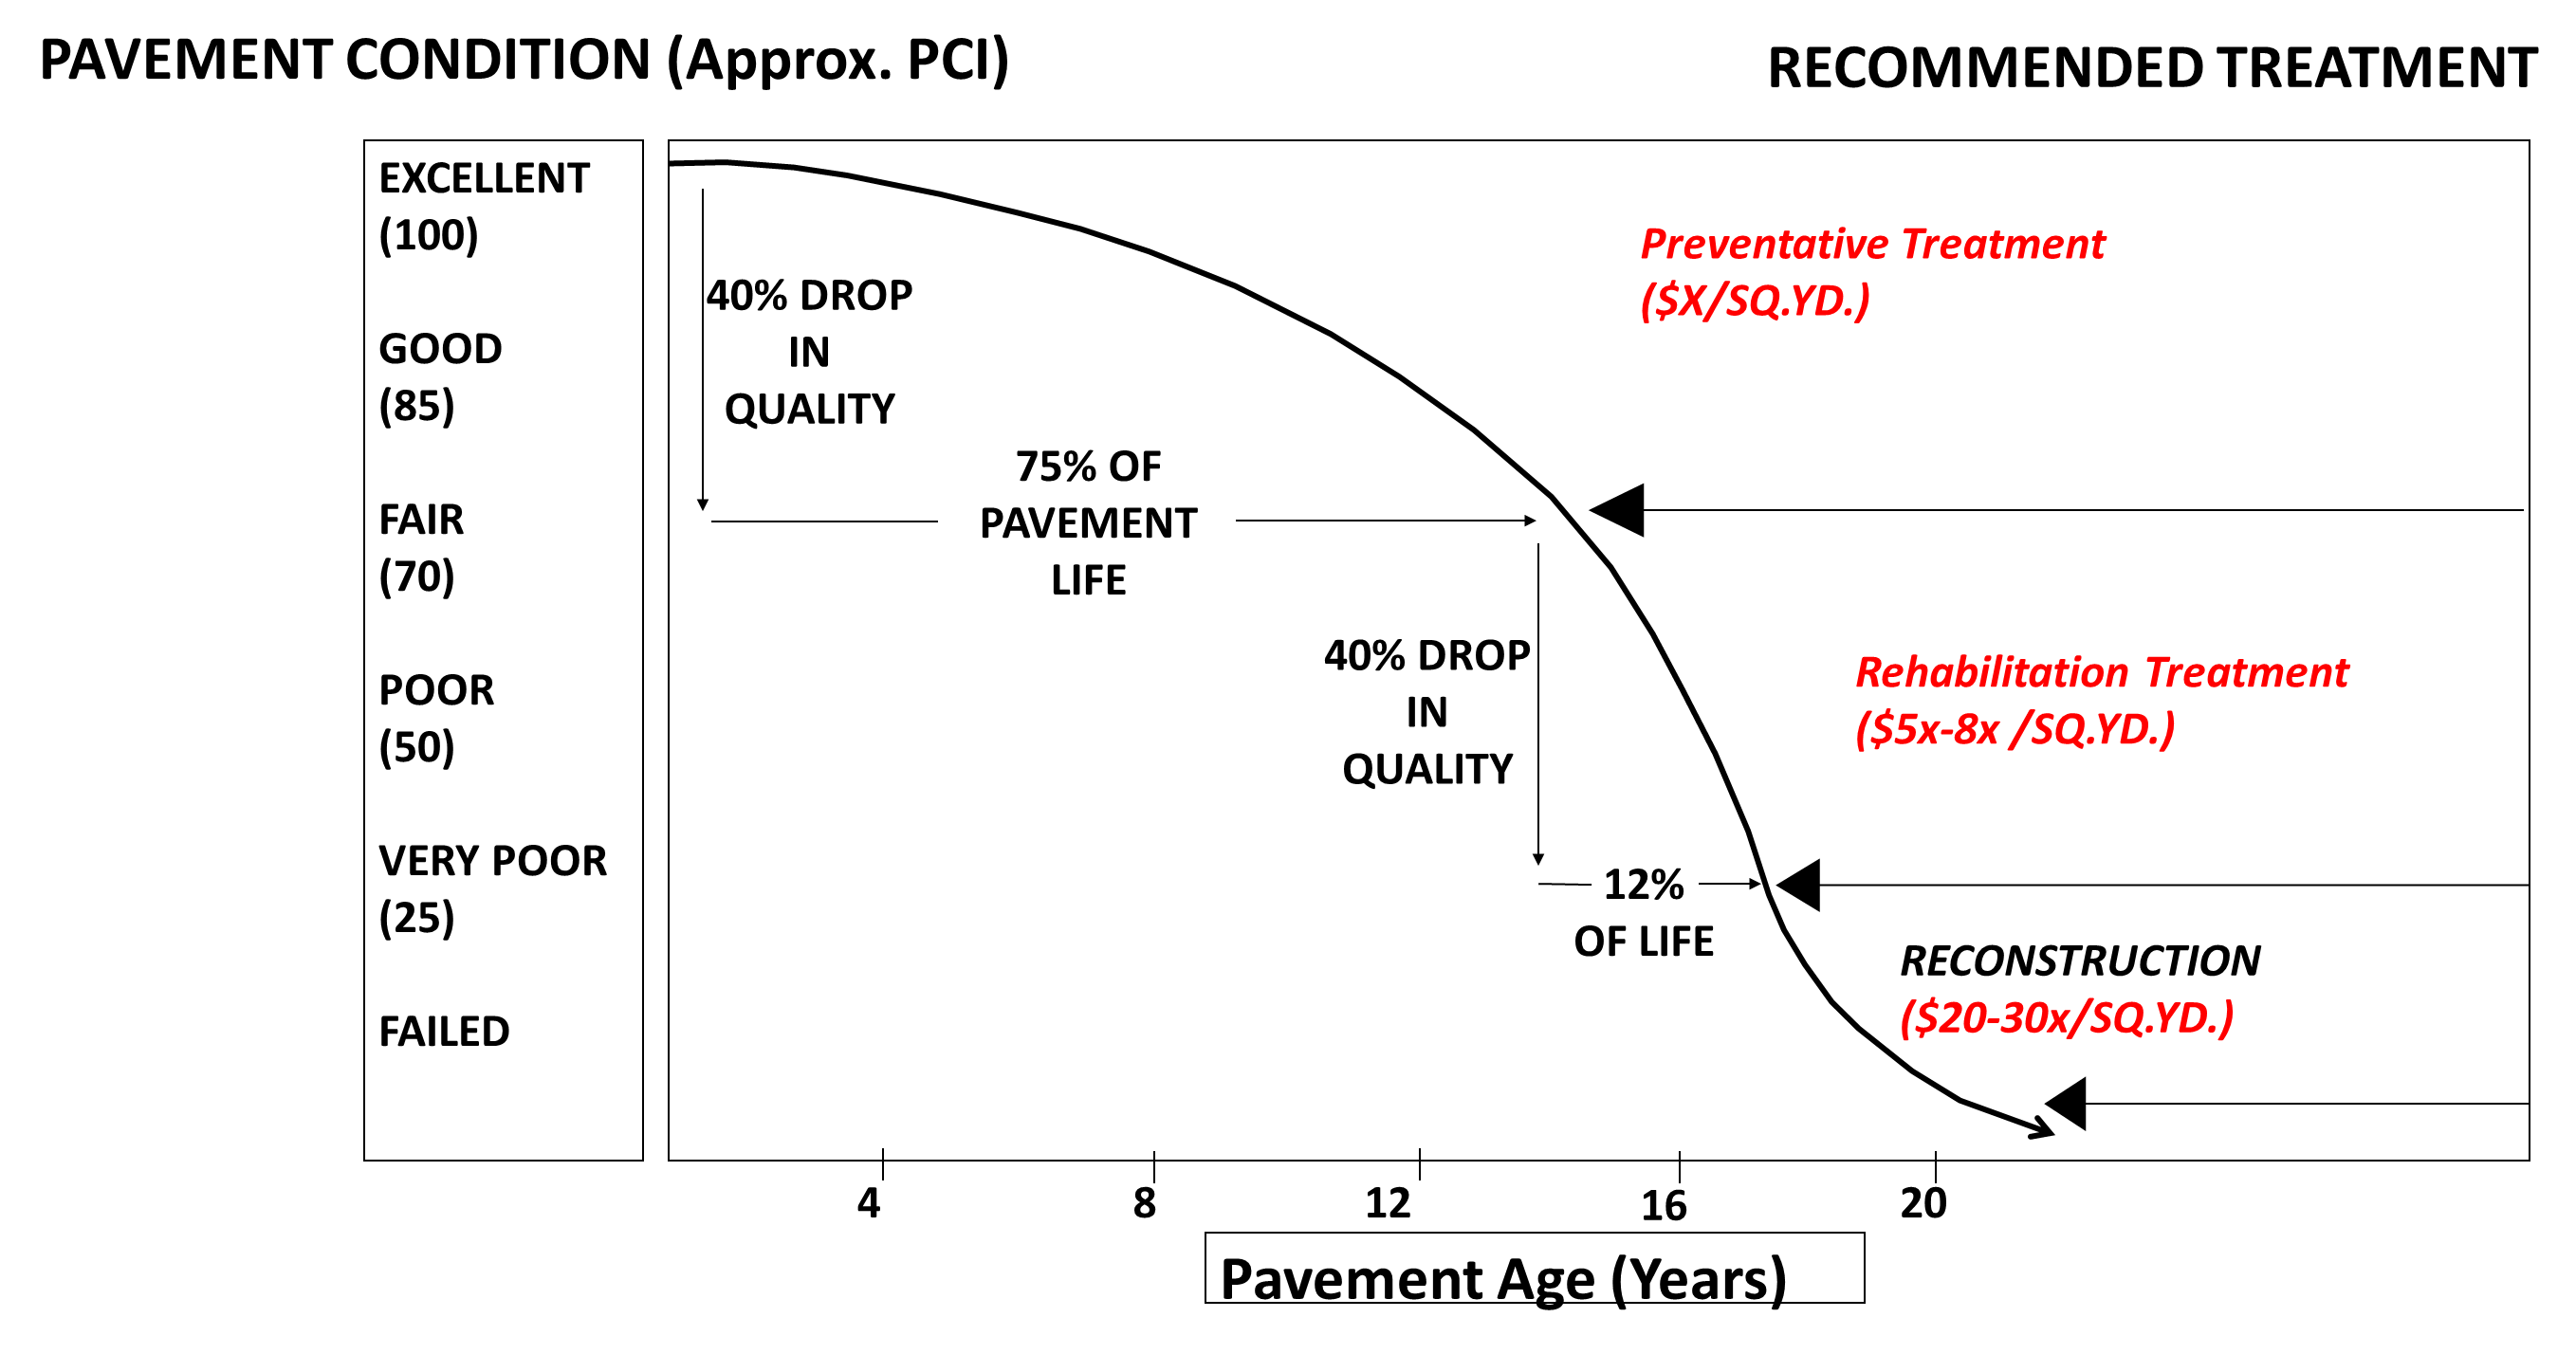 PAVEMENT CONDITION (Approx. PCI)
RECOMMENDED TREATMENT
EXCELLENT
(100)
GOOD
(85)
FAIR
(70)
POOR
(50)
VERY POOR
(25)
FAILED
40% DROP
IN
QUALITY
75% OF
PAVEMENT
LIFE
40% DROP
IN
QUALITY
12%
OF LIFE
Preventative Treatment
($X/SQ.YD.)
Rehabilitation Treatment
($5x-8x /SQ.YD.)
RECONSTRUCTION
($20-30x/SQ.YD.)
4 8 12 16 20
Pavement Age (Years)